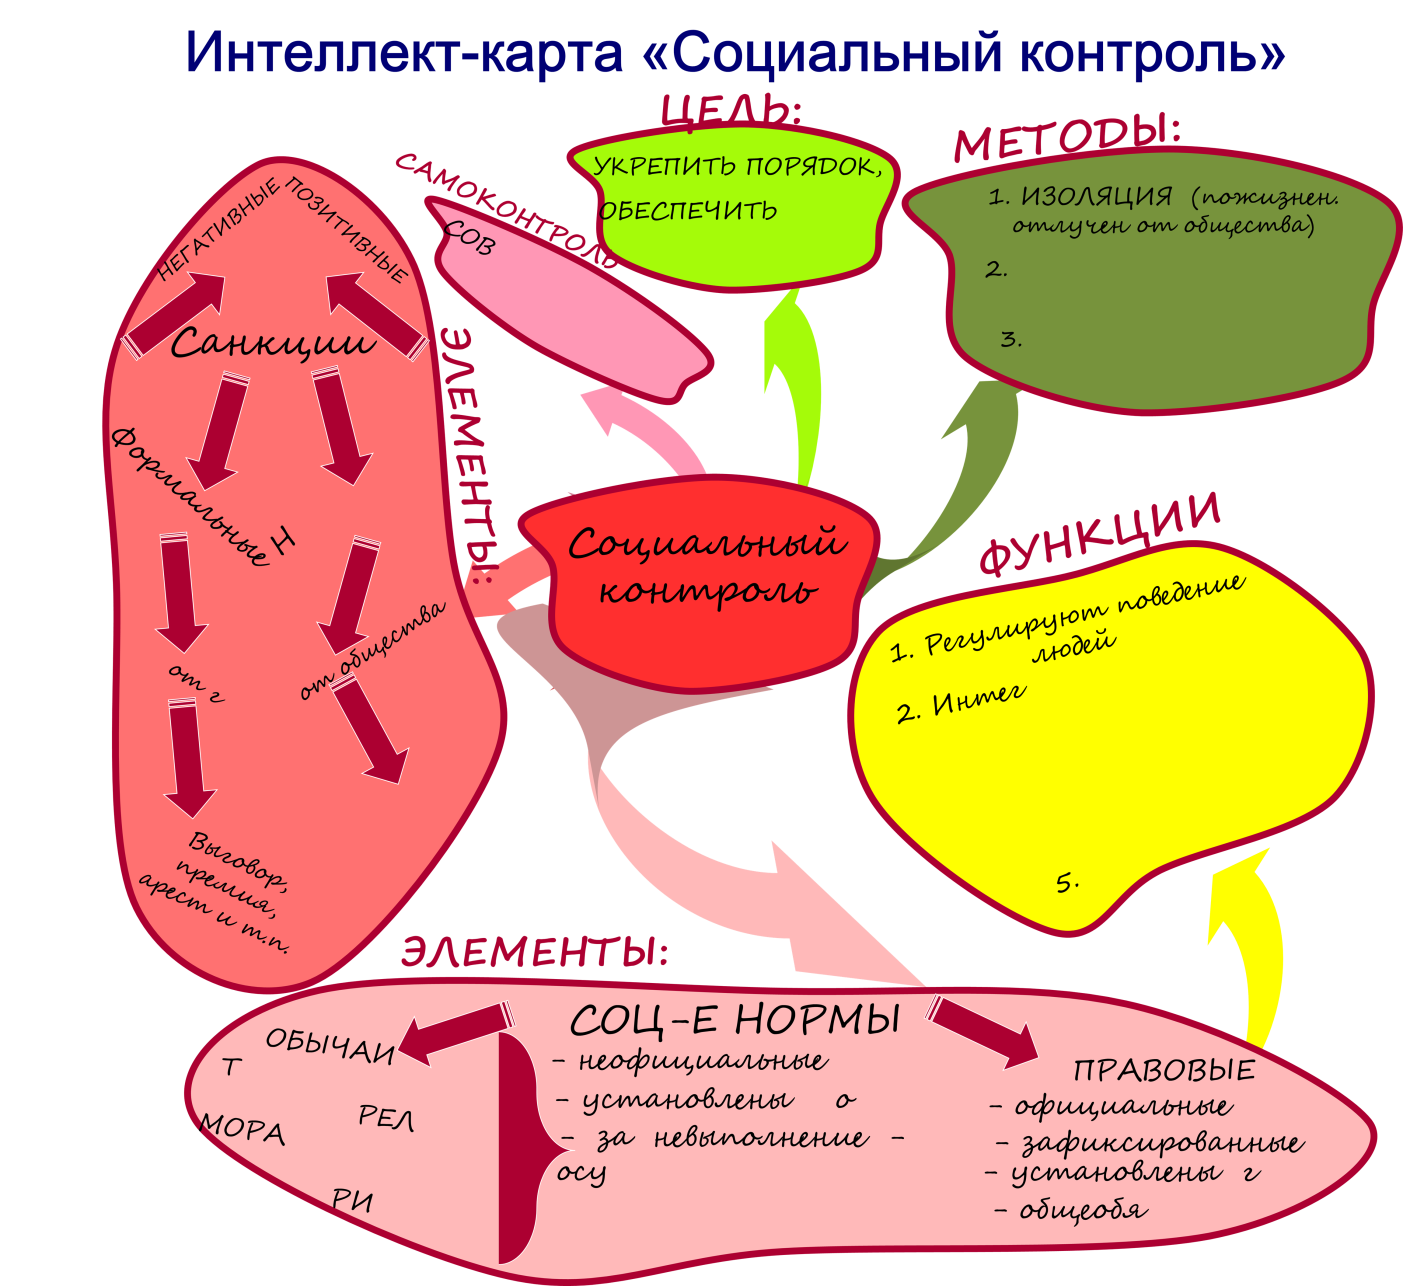 Интеллект-карта «Социальный контроль»
ЦЕЛЬ:
УКРЕПИТЬ ПОРЯДОК,
ОБЕСПЕЧИТЬ
МЕТОДЫ:
1. ИЗОЛЯЦИЯ (пожизнен.
отлучен от общества)
2.
3.
САМОКОНТРОЛЬ
СОВ
НЕГАТИВНЫЕ
ПОЗИТИВНЫЕ
Санкции
ЭЛЕМЕНТЫ:
Формальные
Н
от г
от общества
Выговор,
премия,
арест и т.п.
Социальный
контроль
ФУНКЦИИ
1. Регулируют поведение
людей
2. Интег
5.
ЭЛЕМЕНТЫ:
СОЦ-Е НОРМЫ
- неофициальные
- установлены о
- за невыполнение -
осу
ОБЫЧАИ
Т
РЕЛ
МОРА
РИ
ПРАВОВЫЕ
- официальные
- зафиксированные
- установлены г
- общеобя